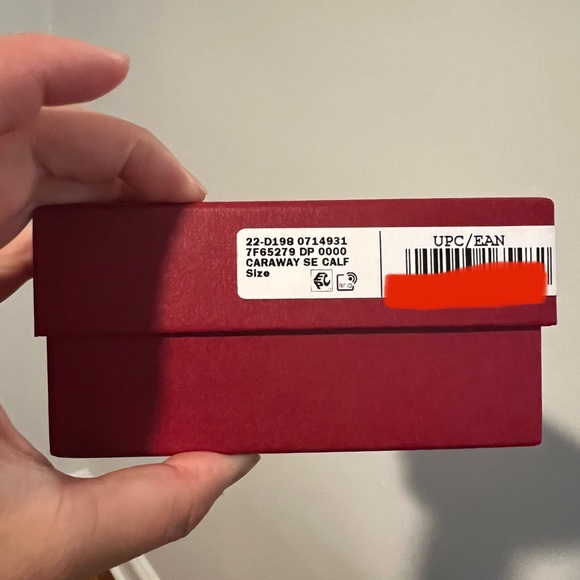 22-D198 0714931
7F65279 DP 0000
CARAWAY SE CALF
Size
UPC/EAN